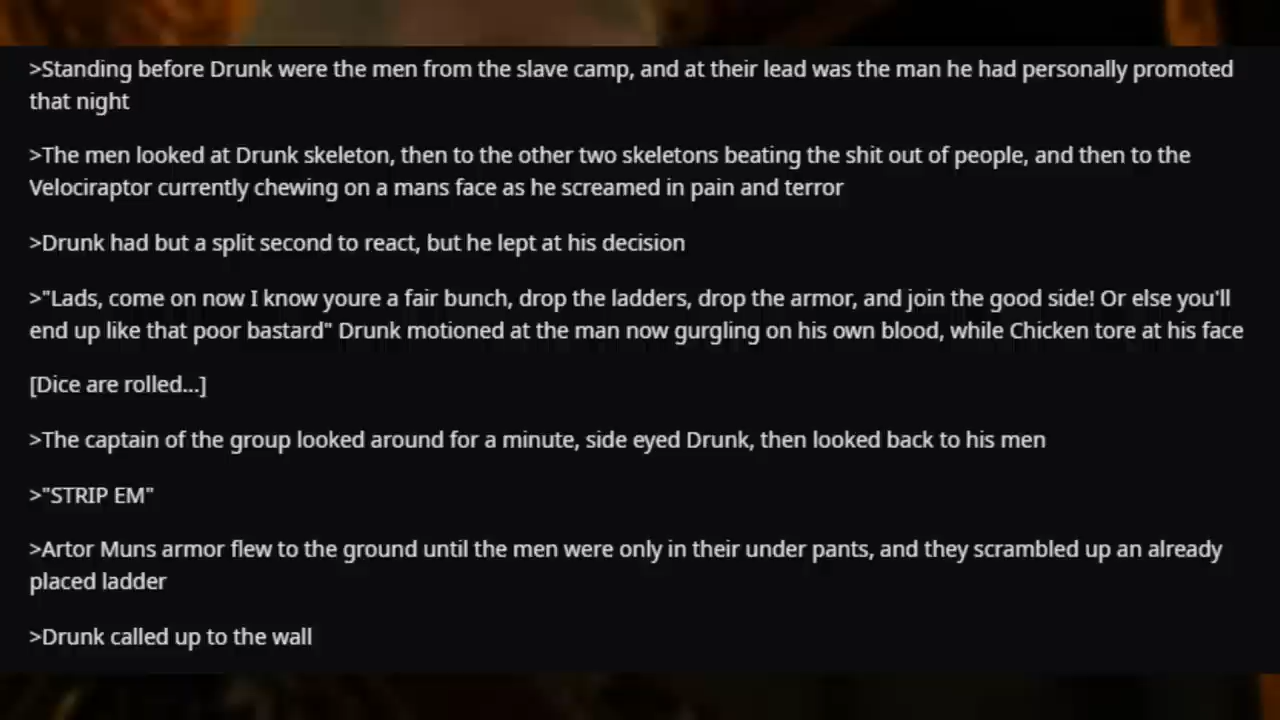 >Standing before Drunk were the men from the slave camp, and at their lead was the man he had personally promoted
that night
>The men looked at Drunk skeleton, then to the other two skeletons beating the shit out of people, and then to the
Velociraptor currently chewing on a mans face as he screamed in pain and terror
>Drunk had but a split second to react, but he lept at his decision
>"Lads, come on now I know youre a fair bunch, drop the ladders, drop the armor, and join the good side! Or else you'll
end up like that poor bastard" Drunk motioned at the man now gurgling on his own blood, while Chicken tore at his face
[Dice are rolled...]
>The captain of the group looked around for a minute, side eyed Drunk, then looked back to his men
>"STRIP EM"
>Artor Muns armor flew to the ground until the men were only in their under pants, and they scrambled up an already
placed ladder
>Drunk called up to the wall